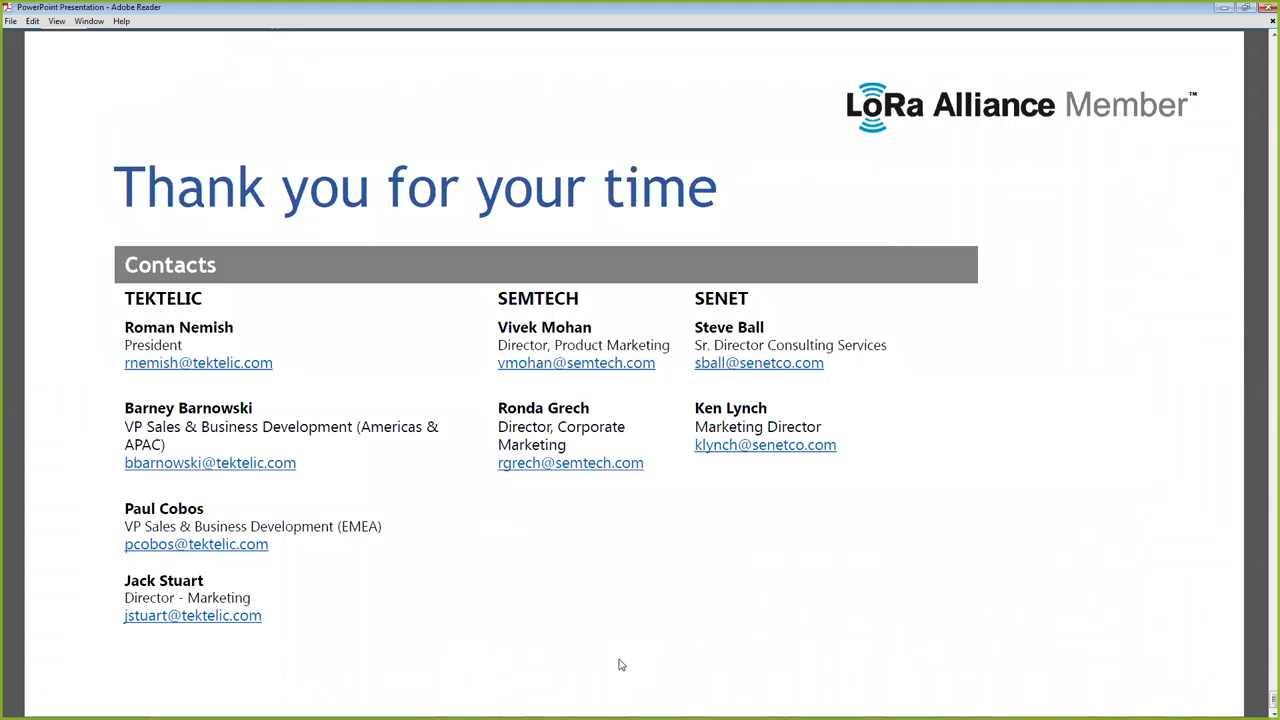 PowerPoint Presentation - Adobe Reader
File Edit View Window Help
LoRa Alliance Member™
Thank you for your time
Contacts
TEKTELIC
Roman Nemish
President
rnemish@tektelic.com
Barney Barnowski
VP Sales & Business Development (Americas &
APAC)
bbarnowski@tektelic.com
Paul Cobos
VP Sales & Business Development (EMEA)
pcobos@tektelic.com
Jack Stuart
Director - Marketing
jstuart@tektelic.com
SEMTECH
Vivek Mohan
Director, Product Marketing
vmohan@semtech.com
Ronda Grech
Director, Corporate
Marketing
rgrech@semtech.com
SENET
Steve Ball
Sr. Director Consulting Services
sball@senetco.com
Ken Lynch
Marketing Director
klynch@senetco.com